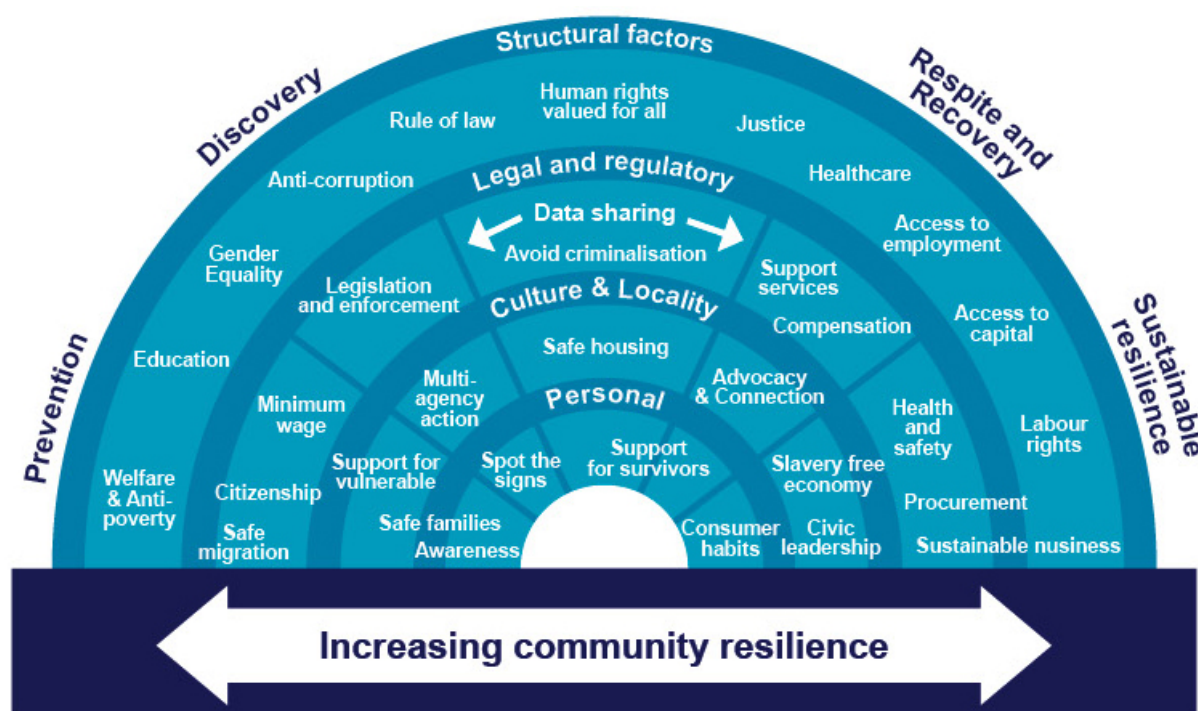 Structural factors
Discovery
Respite and
Recovery
Prevention
Sustainable
resilience
Human rights
valued for all
Rule of law
Justice
Anti-corruption
Healthcare
Gender
Equality
Access to
employment
Education
Access to
capital
Welfare
& Anti-
poverty
Labour
rights
Legal and regulatory
Data sharing
Avoid criminalisation
Legislation
and enforcement
Support
services
Compensation
Minimum
wage
Health
and
safety
Citizenship
Procurement
Safe
migration
Sustainable nusiness
Culture & Locality
Safe housing
Multi-
agency
action
Advocacy
& Connection
Support for
vulnerable
Slavery free
economy
Safe families
Civic
leadership
Personal
Spot the
signs
Support
for survivors
Awareness
Consumer
habits
Increasing community resilience